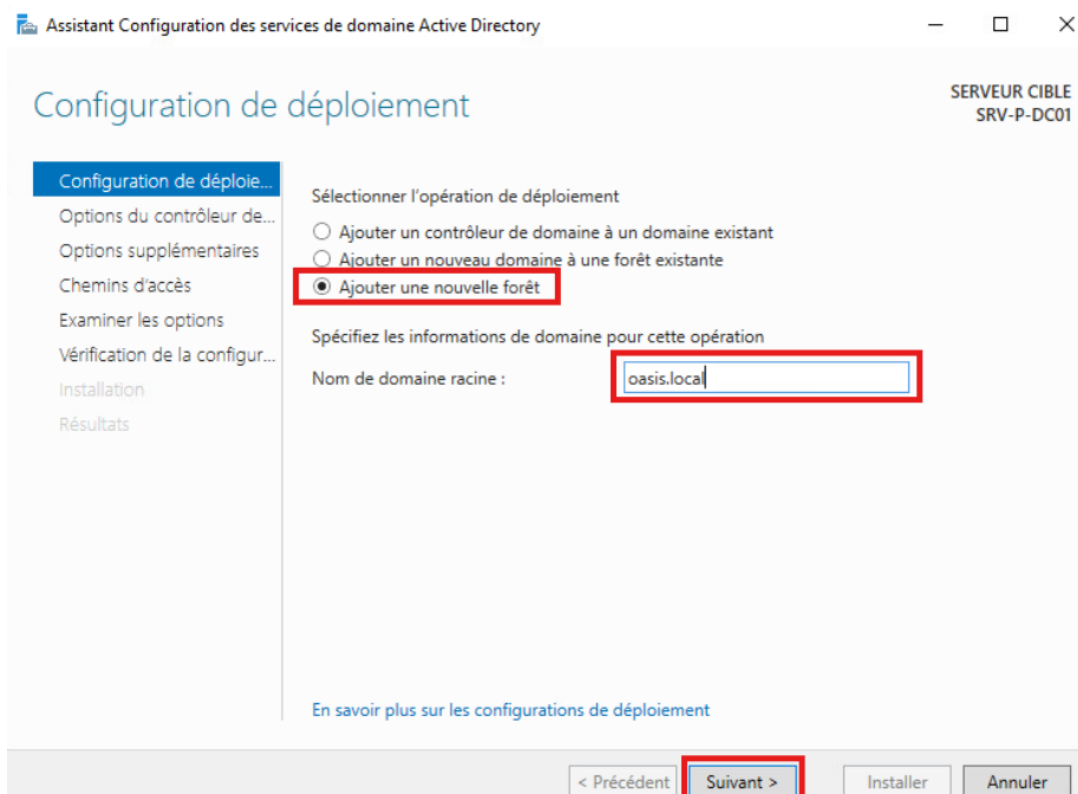 Assistant Configuration des services de domaine Active Directory
Configuration de déploiement
SERVEUR CIBLE
SRV-P-DC01
Configuration de déploie...
Options du contrôleur de...
Options supplémentaires
Chemins d'accès
Examiner les options
Vérification de la configur...
Installation
Résultats
Sélectionner l'opération de déploiement
Ajouter un contrôleur de domaine à un domaine existant
Ajouter un nouveau domaine à une forêt existante
Ajouter une nouvelle forêt
Spécifiez les informations de domaine pour cette opération
Nom de domaine racine : oasis.local
En savoir plus sur les configurations de déploiement
< Précédent Suivant > Installer Annuler